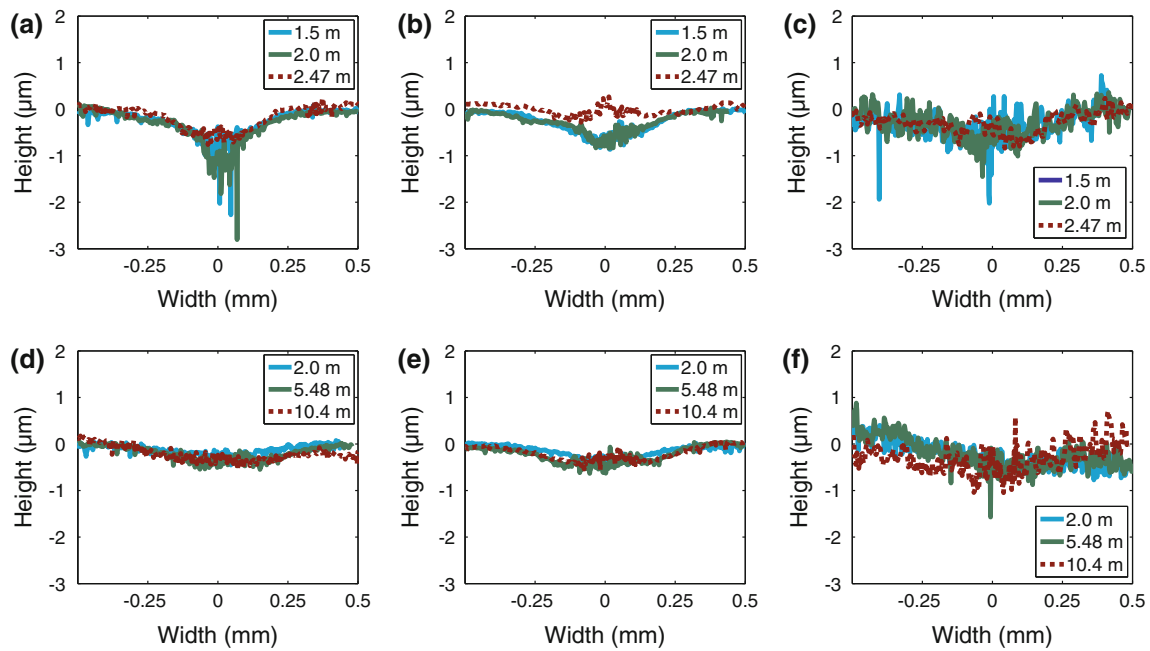 (a)
2
1
0
-1
-2
-3
Height (µm)
1.5 m
2.0 m
2.47 m
-0.25
0
0.25
0.5
Width (mm)
(b)
2
1
0
-1
-2
-3
Height (µm)
1.5 m
2.0 m
2.47 m
-0.25
0
0.25
0.5
Width (mm)
(c)
2
1
0
-1
-2
-3
Height (µm)
1.5 m
2.0 m
2.47 m
-0.25
0
0.25
0.5
Width (mm)
(d)
2
1
0
-1
-2
-3
Height (µm)
2.0 m
5.48 m
10.4 m
-0.25
0
0.25
0.5
Width (mm)
(e)
2
1
0
-1
-2
-3
Height (µm)
2.0 m
5.48 m
10.4 m
-0.25
0
0.25
0.5
Width (mm)
(f)
2
1
0
-1
-2
-3
Height (µm)
2.0 m
5.48 m
10.4 m
-0.25
0
0.25
0.5
Width (mm)